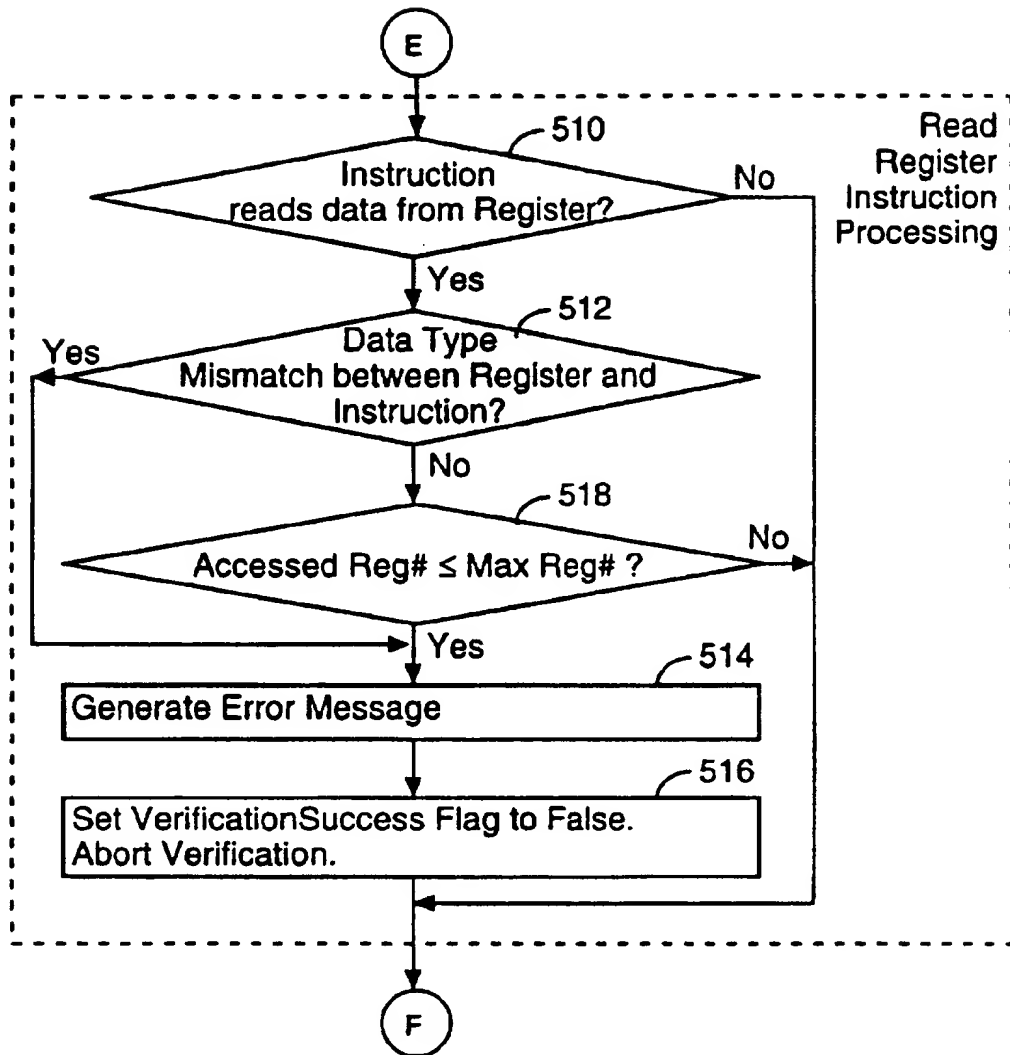 E
510
Read
Register
Instruction
Processing
Instruction
reads data from Register?
No
Yes
512
Data Type
Mismatch between Register and
Instruction?
Yes
No
518
Accessed Reg# ≤ Max Reg# ?
No
Yes
514
Generate Error Message
516
Set VerificationSuccess Flag to False.
Abort Verification.
F